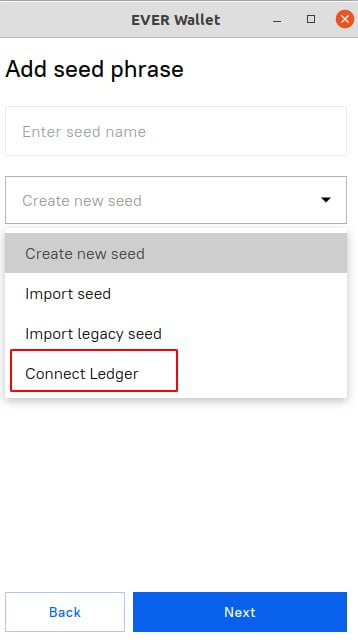 EVER Wallet
Add seed phrase
Enter seed name
Create new seed
Create new seed
Import seed
Import legacy seed
Connect Ledger
Back
Next